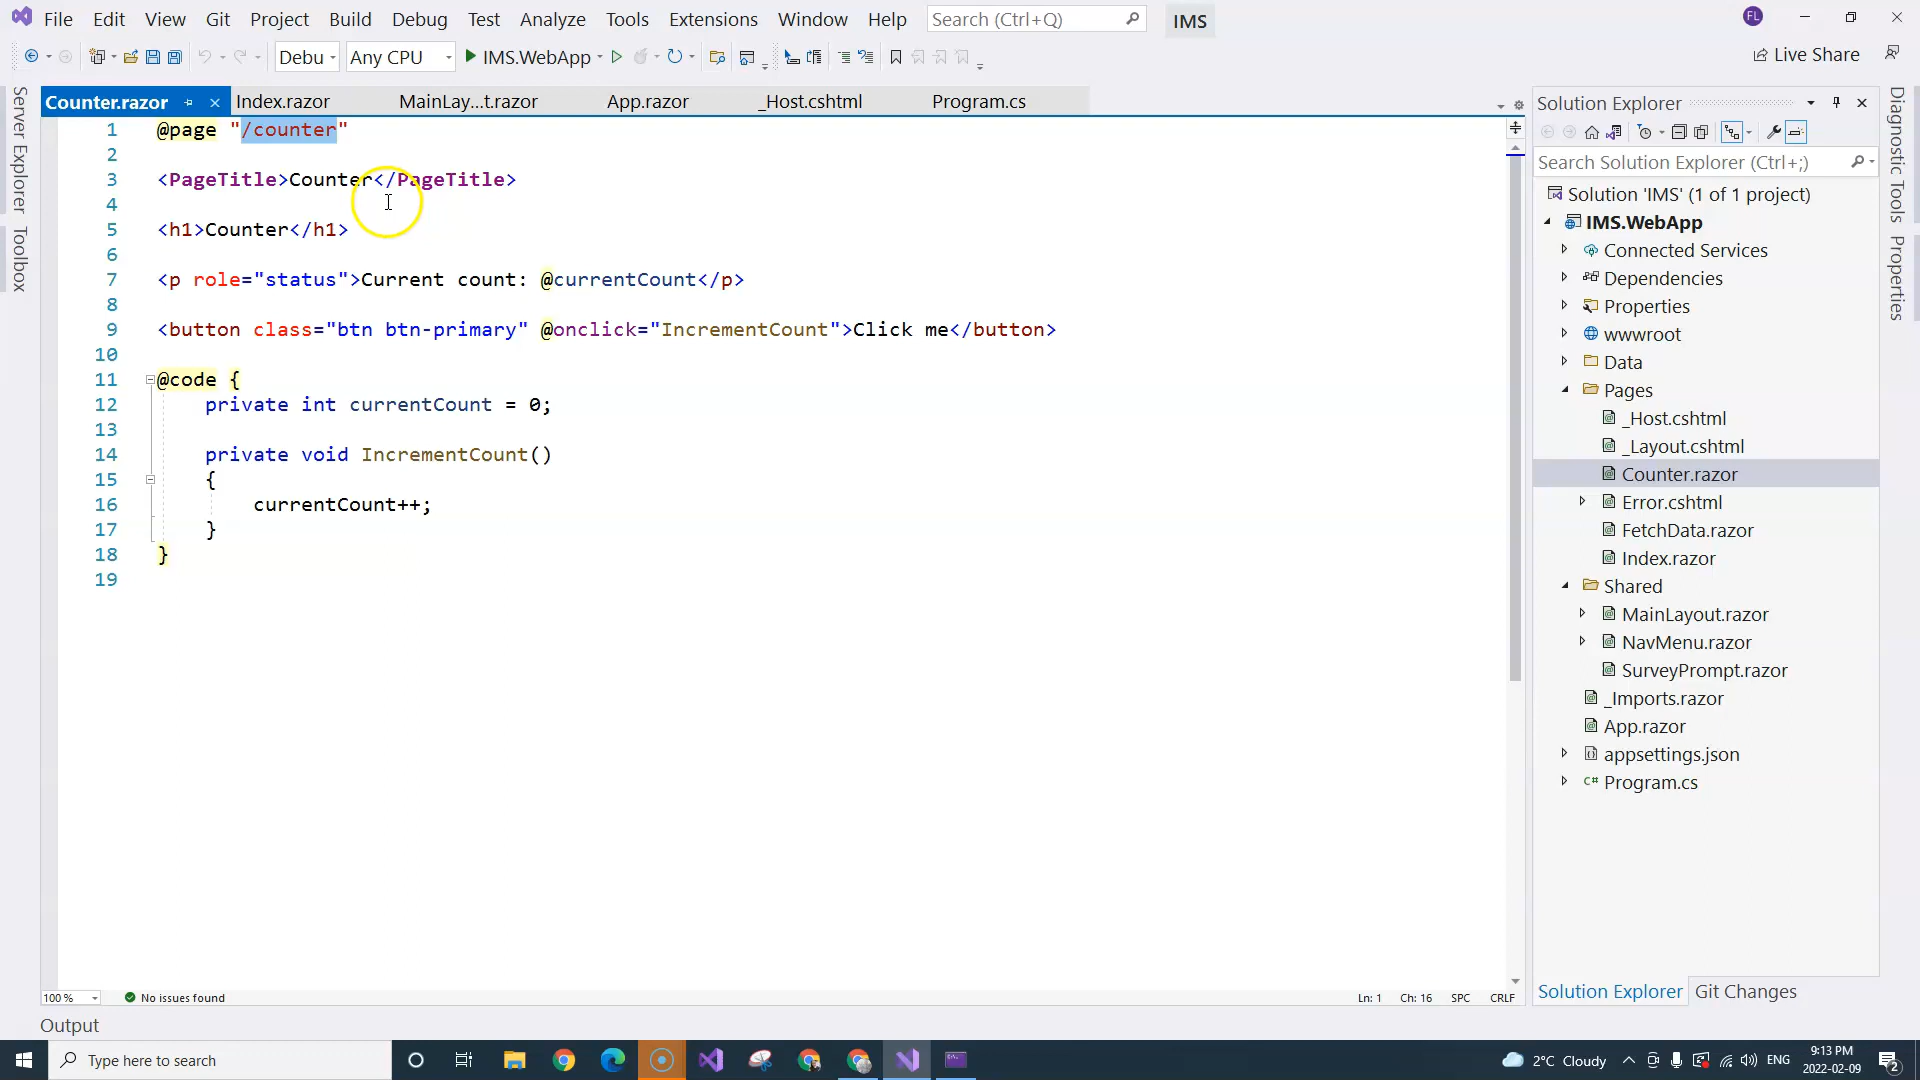 File Edit View Git Project Build Debug Test Analyze Tools Extensions Window Help Search (Ctrl+Q) IMS FL
Debu Any CPU IMS.WebApp Live Share
Counter.razor Index.razor MainLay...t.razor App.razor _Host.cshtml Program.cs
Server Explorer
Toolbox
1 @page "/counter"
2
3 <PageTitle>Counter</PageTitle>
4
5 <h1>Counter</h1>
6
7 <p role="status">Current count: @currentCount</p>
8
9 <button class="btn btn-primary" @onclick="IncrementCount">Click me</button>
10
11 @code {
12 private int currentCount = 0;
13
14 private void IncrementCount()
15 {
16 currentCount++;
17 }
18 }
19
100 % No issues found Ln: 1 Ch: 16 SPC CRLF
Output
Solution Explorer
Search Solution Explorer (Ctrl+;)
Solution 'IMS' (1 of 1 project)
IMS.WebApp
Connected Services
Dependencies
Properties
wwwroot
Data
Pages
_Host.cshtml
_Layout.cshtml
Counter.razor
Error.cshtml
FetchData.razor
Index.razor
Shared
MainLayout.razor
NavMenu.razor
SurveyPrompt.razor
_Imports.razor
App.razor
appsettings.json
C# Program.cs
Solution Explorer Git Changes
Diagnostic Tools
Properties
Type here to search 2°C Cloudy ENG 9:13 PM
2022-02-09 2